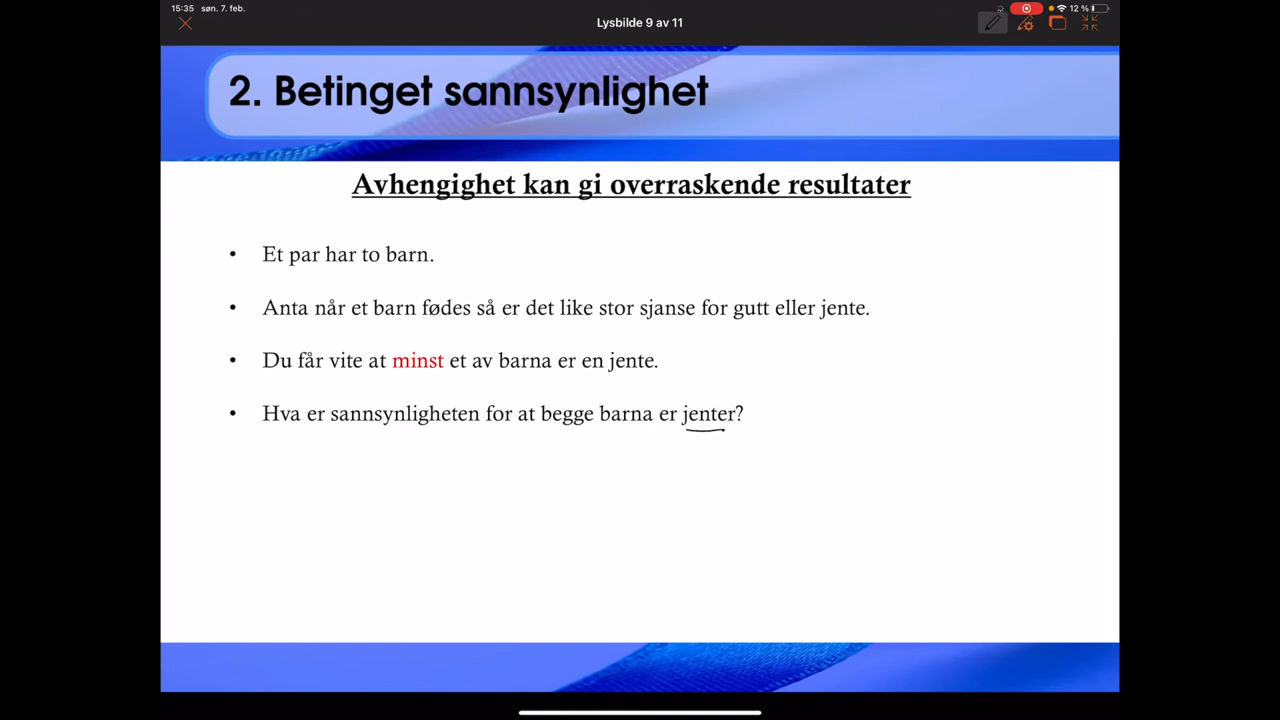 15:35 søn. 7. feb.
12 %
Lysbilde 9 av 11
2. Betinget sannsynlighet
Avhengighet kan gi overraskende resultater
• Et par har to barn.
• Anta når et barn fødes så er det like stor sjanse for gutt eller jente.
• Du får vite at minst et av barna er en jente.
• Hva er sannsynligheten for at begge barna er jenter?